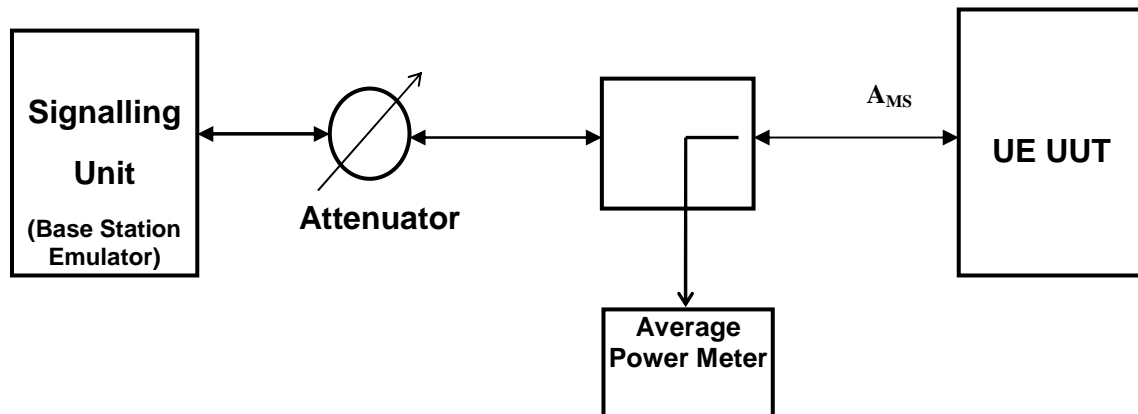 Signalling
Unit
(Base Station
Emulator)
Attenuator
AMS
UE UUT
Average
Power Meter